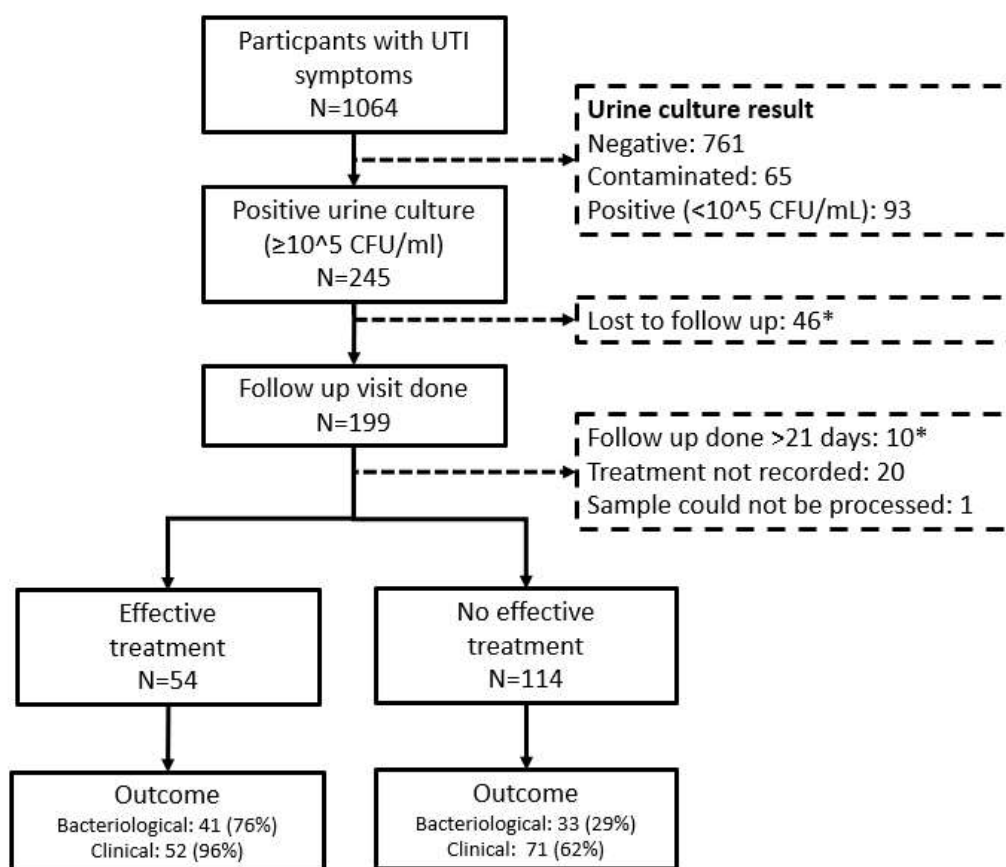 Particpants with UTI
symptoms
N=1064
Urine culture result
Negative: 761
Contaminated: 65
Positive (<10^5 CFU/mL): 93
Positive urine culture
(≥10^5 CFU/ml)
N=245
Lost to follow up: 46*
Follow up visit done
N=199
Follow up done >21 days: 10*
Treatment not recorded: 20
Sample could not be processed: 1
Effective
treatment
N=54
No effective
treatment
N=114
Outcome
Bacteriological: 41 (76%)
Clinical: 52 (96%)
Outcome
Bacteriological: 33 (29%)
Clinical: 71 (62%)